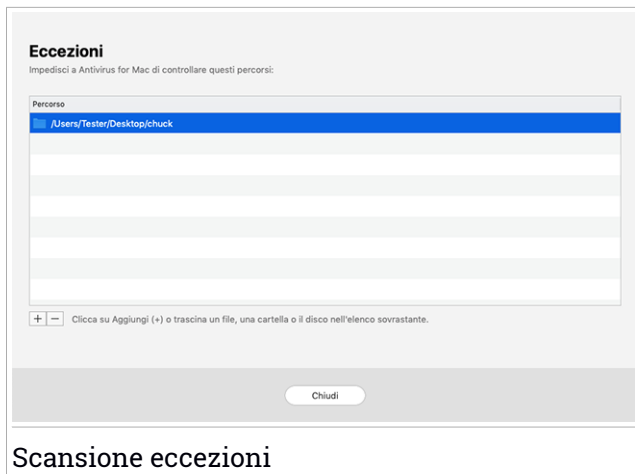 Eccezioni
Impedisci a Antivirus for Mac di controllare questi percorsi:
Percorso
/Users/Tester/Desktop/chuck
+ − Clicca su Aggiungi (+) o trascina un file, una cartella o il disco nell'elenco sovrastante.
Chiudi
Scansione eccezioni